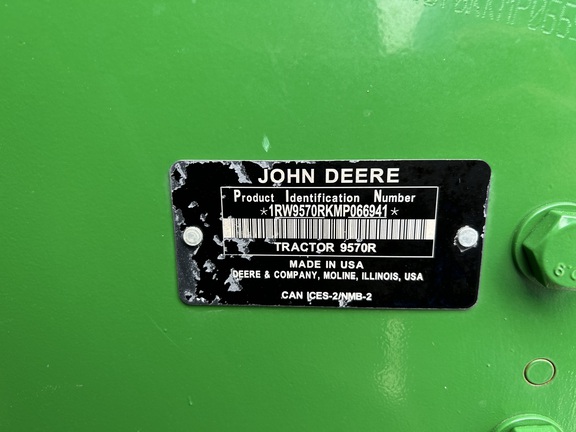 JOHN DEERE
Product Identification Number
*1RW9570RKMP066941*
TRACTOR 9570R
MADE IN USA
DEERE & COMPANY, MOLINE, ILLINOIS, USA
CAN ICES-2/NMB-2